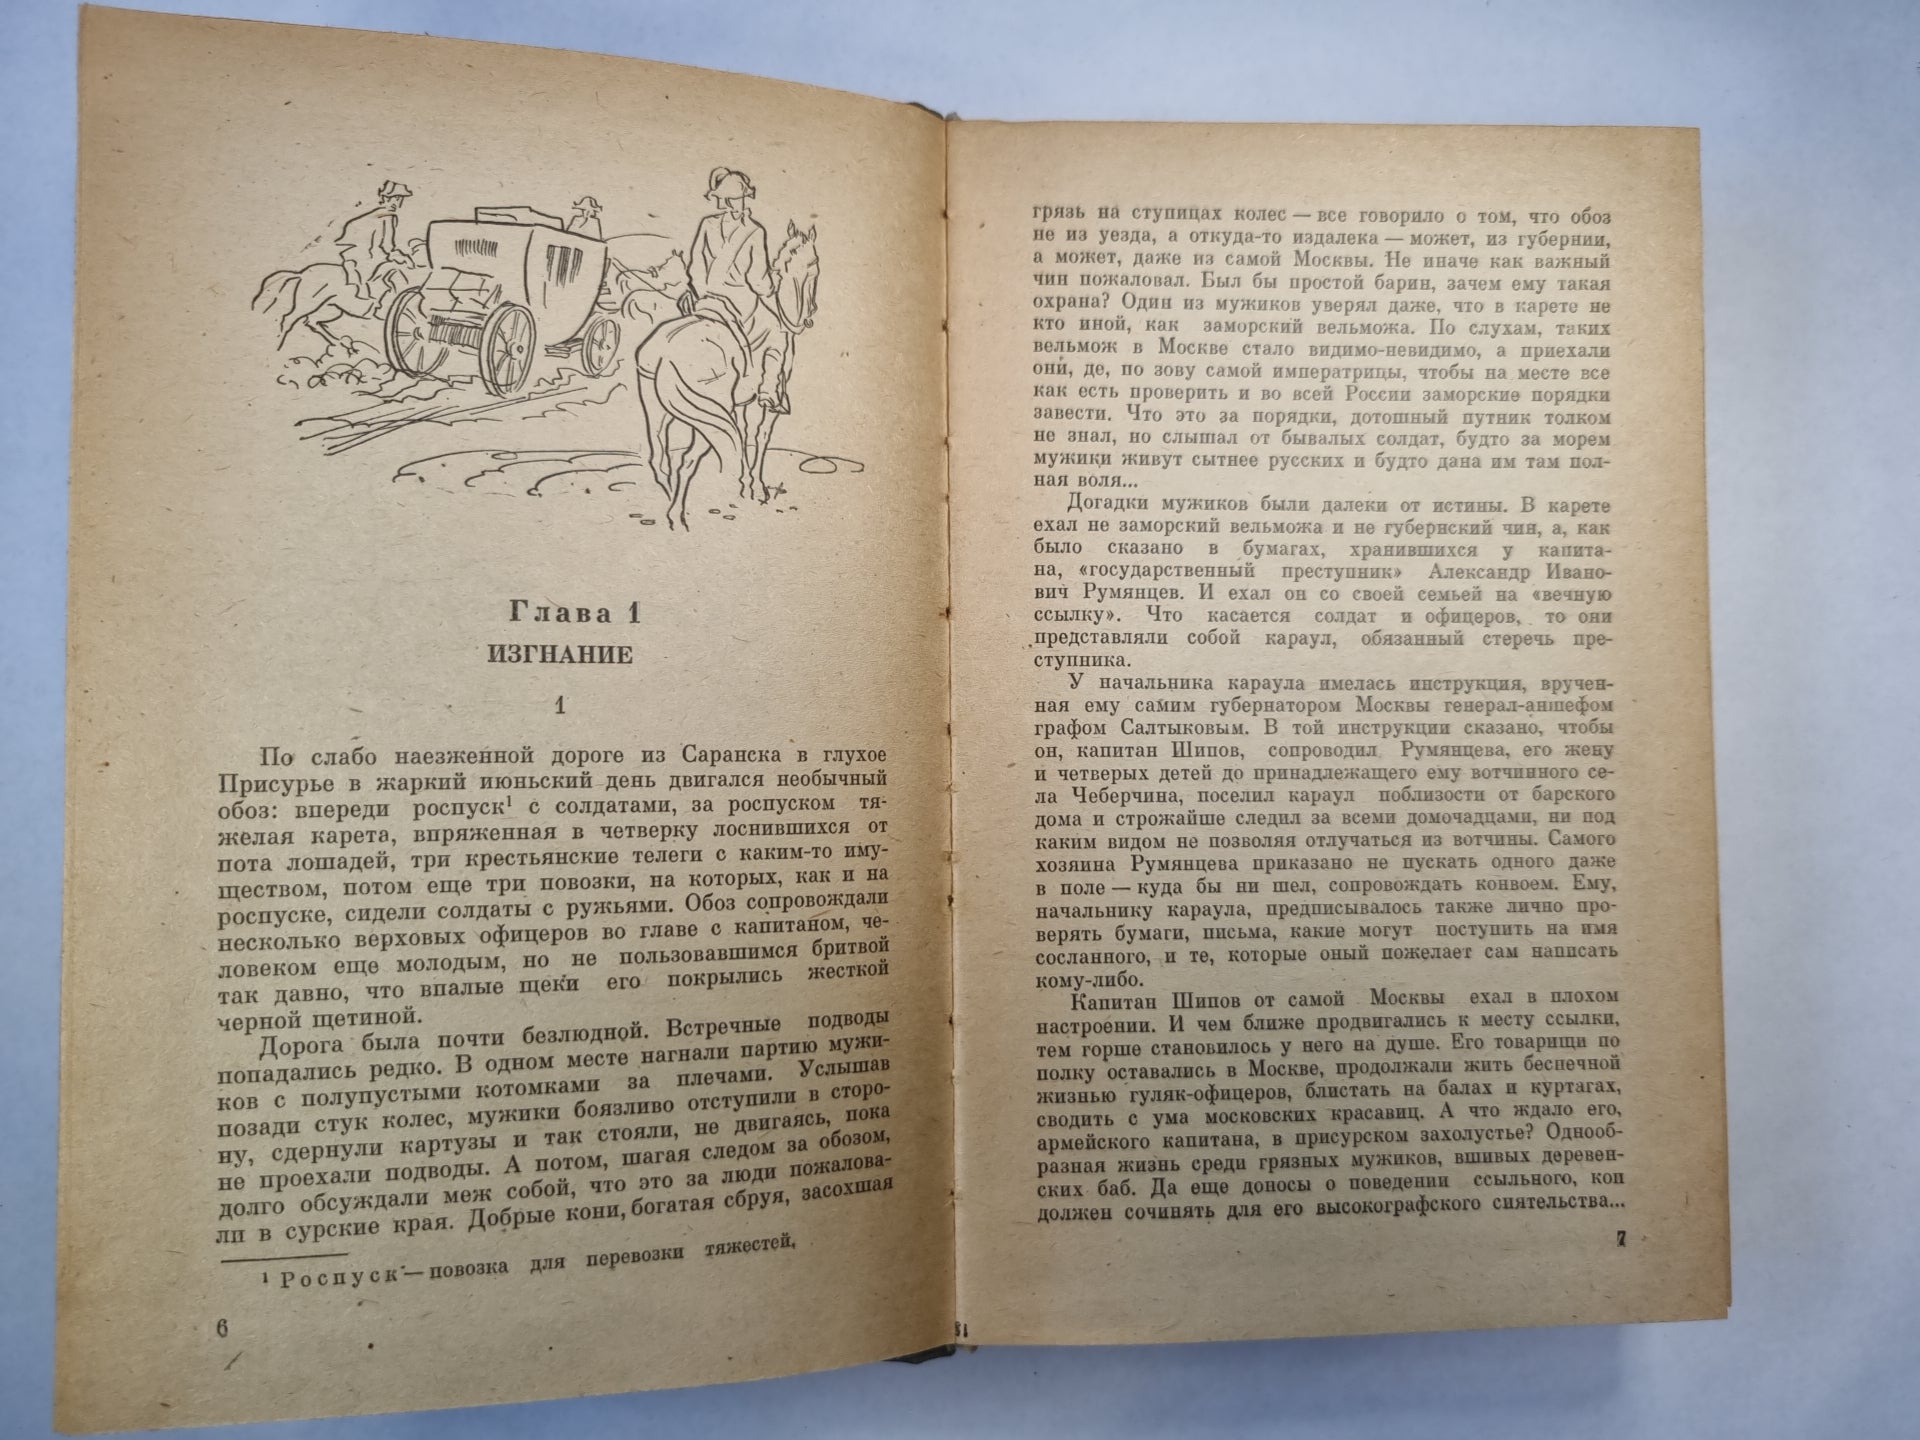 Глава 1
ИЗГНАНИЕ
1
По слабо наезженной дороге из Саранска в глухое
Присурье в жаркий июньский день двигался необычный
обоз: впереди роспуск¹ с солдатами, за роспуском тя-
желая карета, впряженная в четверку лоснившихся от
пота лошадей, три крестьянские телеги с каким-то иму-
ществом, потом еще три повозки, на которых, как и на
роспуске, сидели солдаты с ружьями. Обоз сопровождали
несколько верховых офицеров во главе с капитаном, че-
ловеком еще молодым, но не пользовавшимся бритвой
так давно, что впалые щеки его покрылись жесткой
черной щетиной.
Дорога была почти безлюдной. Встречные подводы
попадались редко. В одном месте нагнали партию мужи-
ков с полупустыми котомками за плечами. Услышав
позади стук колес, мужики боязливо отступили в сторо-
ну, сдернули картузы и так стояли, не двигаясь, пока
не проехали подводы. А потом, шагая следом за обозом,
долго обсуждали меж собой, что это за люди пожалова-
ли в сурские края. Добрые кони, богатая сбруя, засохшая
¹ Роспуск — повозка для перевозки тяжестей.
6
грязь на ступицах колес — все говорило о том, что обоз
не из уезда, а откуда-то издалека — может, из губернии,
а может, даже из самой Москвы. Не иначе как важный
чин пожаловал. Был бы простой барин, зачем ему такая
охрана? Один из мужиков уверял даже, что в карете не
кто иной, как заморский вельможа. По слухам, таких
вельмож в Москве стало видимо-невидимо, а приехали
они, де, по зову самой императрицы, чтобы на месте все
как есть проверить и во всей России заморские порядки
завести. Что это за порядки, дотошный путник толком
не знал, но слышал от бывалых солдат, будто за морем
мужики живут сытнее русских и будто дана им там пол-
ная воля...
Догадки мужиков были далеки от истины. В карете
ехал не заморский вельможа и не губернский чин, а, как
было сказано в бумагах, хранившихся у капита-
на, «государственный преступник» Александр Ивано-
вич Румянцев. И ехал он со своей семьей на «вечную
ссылку». Что касается солдат и офицеров, то они
представляли собой караул, обязанный стеречь пре-
ступника.
У начальника караула имелась инструкция, вручен-
ная ему самим губернатором Москвы генерал-аншефом
графом Салтыковым. В той инструкции сказано, чтобы
он, капитан Шипов, сопроводил Румянцева, его жену
и четверых детей до принадлежащего ему вотчинного се-
ла Чеберчина, поселил караул поблизости от барского
дома и строжайше следил за всеми домочадцами, ни под
каким видом не позволяя отлучаться из вотчины. Самого
хозяина Румянцева приказано не пускать одного даже
в поле — куда бы ни шел, сопровождать конвоем. Ему,
начальнику караула, предписывалось также лично про-
верять бумаги, письма, какие могут поступить на имя
сосланного, и те, которые оный пожелает сам написать
кому-либо.
Капитан Шипов от самой Москвы ехал в плохом
настроении. И чем ближе продвигались к месту ссылки,
тем горше становилось у него на душе. Его товарищи по
полку оставались в Москве, продолжали жить беспечной
жизнью гуляк-офицеров, блистать на балах и куртагах,
сводить с ума московских красавиц. А что ждало его,
армейского капитана, в присурском захолустье? Однооб-
разная жизнь среди грязных мужиков, вшивых деревен-
ских баб. Да еще доносы о поведении ссыльного, кои
должен сочинять для его высокографского сиятельства...
7